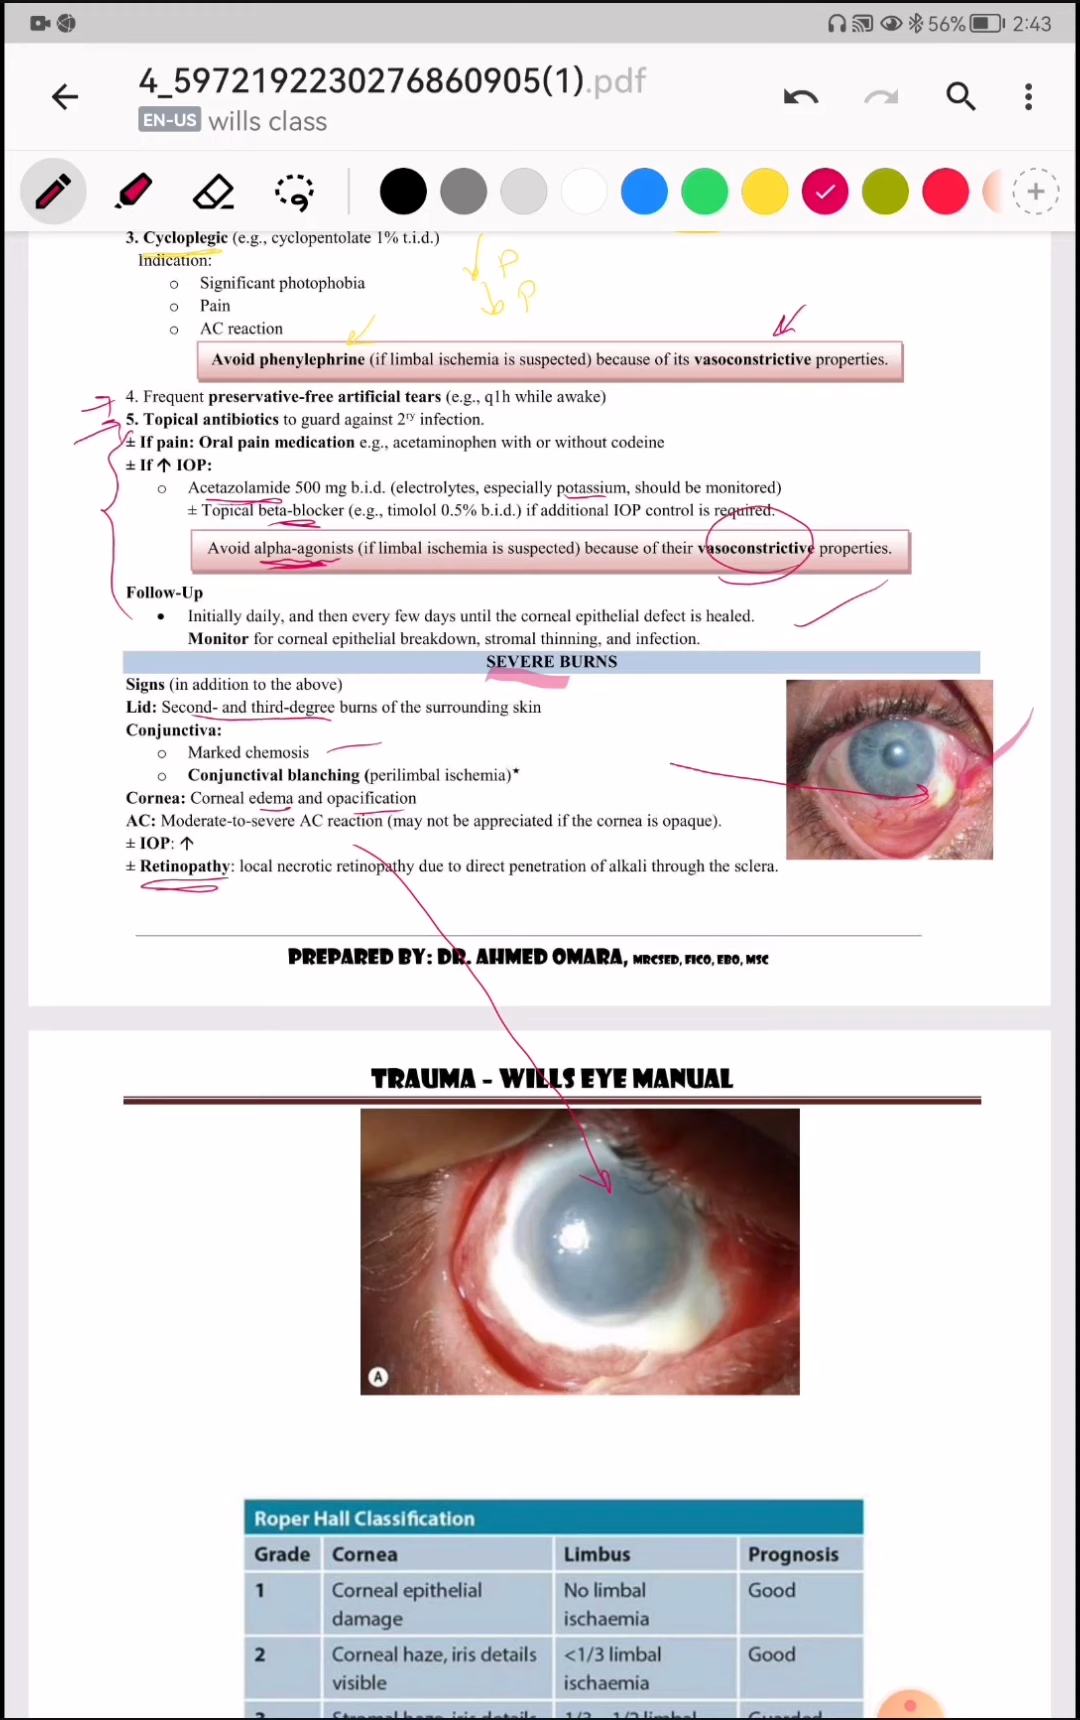 56% 2:43
4_5972192230276860905(1).pdf
EN-US wills class
3. Cycloplegic (e.g., cyclopentolate 1% t.i.d.)
Indication:
o Significant photophobia
o Pain
o AC reaction
P
P
Avoid phenylephrine (if limbal ischemia is suspected) because of its vasoconstrictive properties.
4. Frequent preservative-free artificial tears (e.g., q1h while awake)
5. Topical antibiotics to guard against 2ry infection.
± If pain: Oral pain medication e.g., acetaminophen with or without codeine
± If ↑ IOP:
o Acetazolamide 500 mg b.i.d. (electrolytes, especially potassium, should be monitored)
± Topical beta-blocker (e.g., timolol 0.5% b.i.d.) if additional IOP control is required.
Avoid alpha-agonists (if limbal ischemia is suspected) because of their vasoconstrictive properties.
Follow-Up
• Initially daily, and then every few days until the corneal epithelial defect is healed.
Monitor for corneal epithelial breakdown, stromal thinning, and infection.
SEVERE BURNS
Signs (in addition to the above)
Lid: Second- and third-degree burns of the surrounding skin
Conjunctiva:
o Marked chemosis
o Conjunctival blanching (perilimbal ischemia)*
Cornea: Corneal edema and opacification
AC: Moderate-to-severe AC reaction (may not be appreciated if the cornea is opaque).
± IOP: ↑
± Retinopathy: local necrotic retinopathy due to direct penetration of alkali through the sclera.
PREPARED BY: DR. AHMED OMARA, MRCSED, FICO, EBO, MSC
TRAUMA - WILLS EYE MANUAL
A
Roper Hall Classification
Grade Cornea Limbus Prognosis
1 Corneal epithelial damage No limbal ischaemia Good
2 Corneal haze, iris details visible <1/3 limbal ischaemia Good
3 Stromal haze, iris details 1/3 – 1/2 limbal Guarded